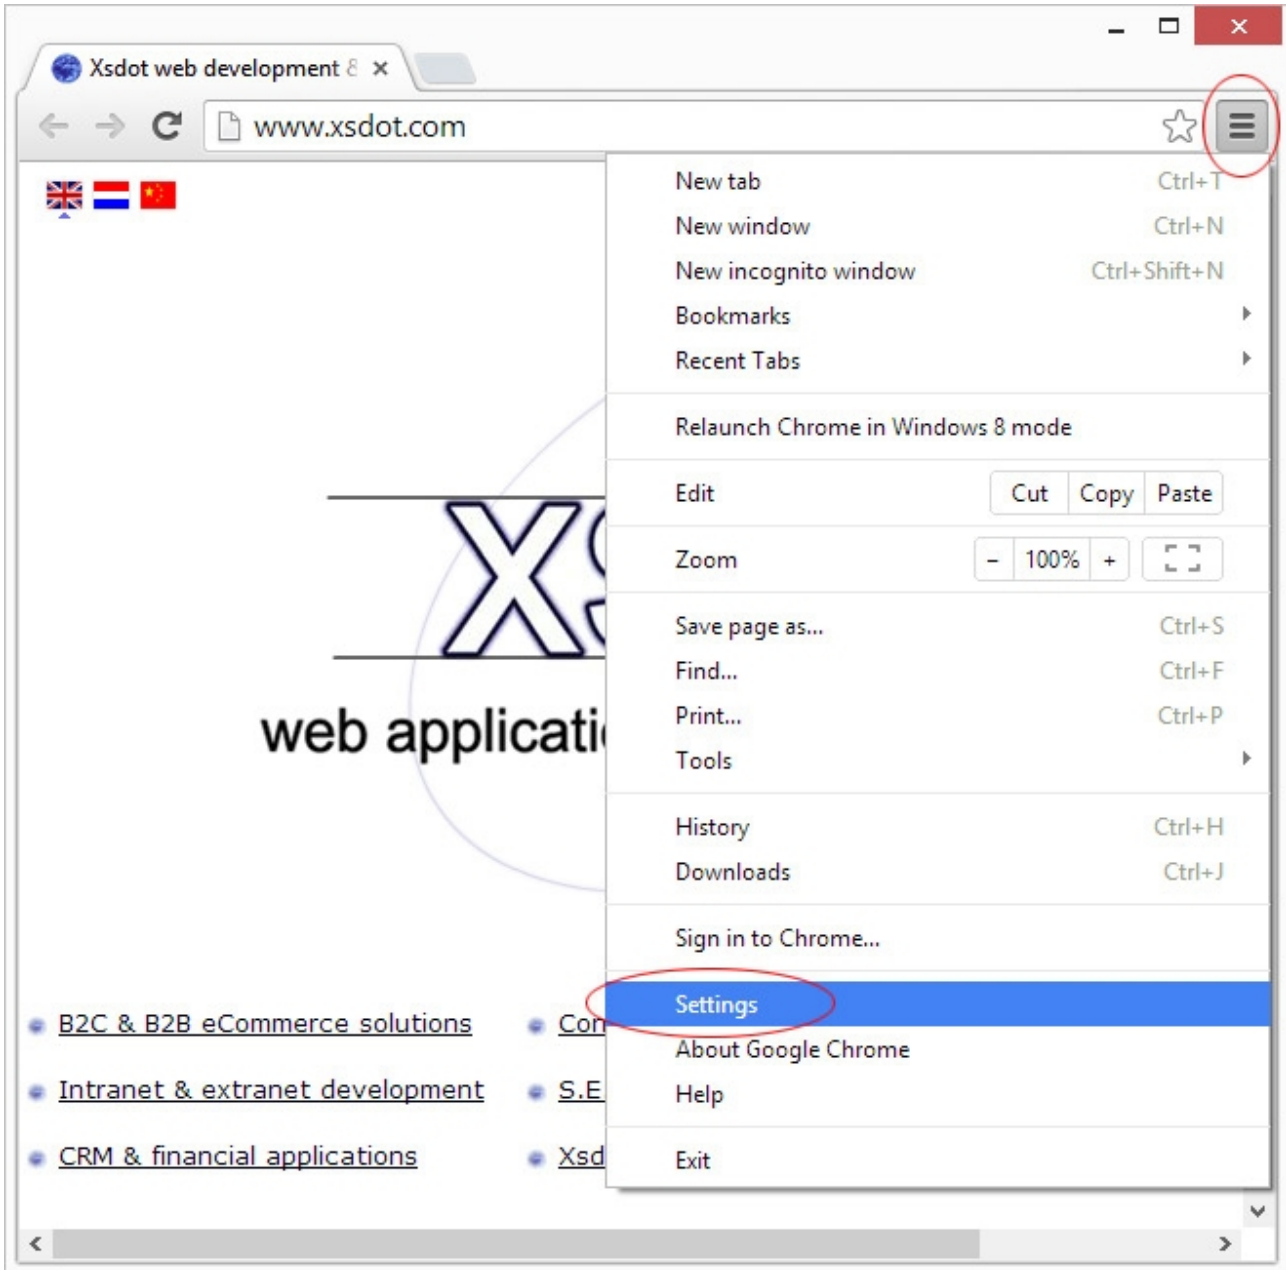 Xsdot web development &
www.xsdot.com
New tab Ctrl+T
New window Ctrl+N
New incognito window Ctrl+Shift+N
Bookmarks
Recent Tabs
Relaunch Chrome in Windows 8 mode
Edit Cut Copy Paste
Zoom - 100% +
Save page as... Ctrl+S
Find... Ctrl+F
Print... Ctrl+P
Tools
History Ctrl+H
Downloads Ctrl+J
Sign in to Chrome...
Settings
About Google Chrome
Help
Exit
XS
web applicati
B2C & B2B eCommerce solutions
Con
Intranet & extranet development
S.E
CRM & financial applications
Xsd